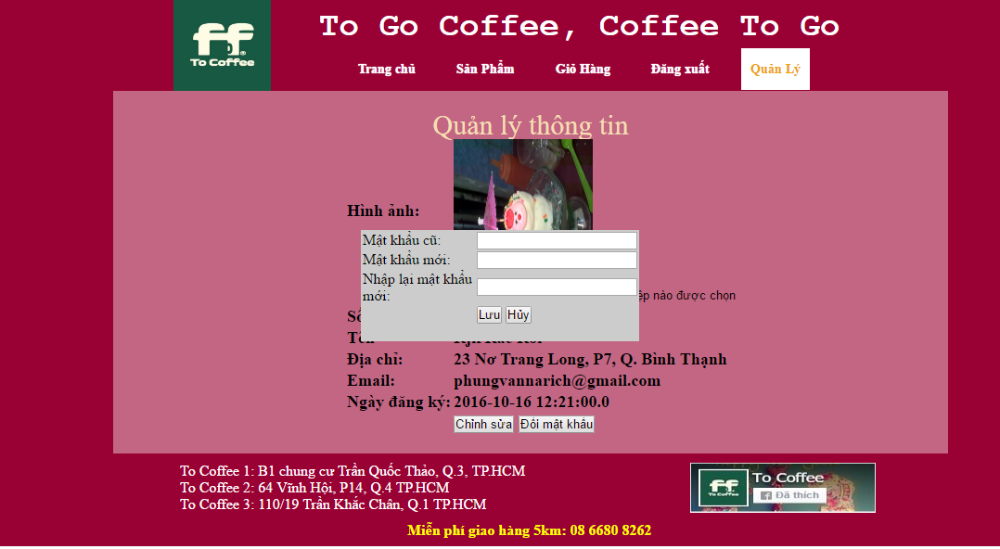 To Go Coffee, Coffee To Go
ff
To Coffee
Trang chủ Sản Phẩm Giỏ Hàng Đăng xuất Quản Lý
Quản lý thông tin
Hình ảnh:
Mật khẩu cũ:
Mật khẩu mới:
Nhập lại mật khẩu
mới:
nào được chọn
Lưu Hủy
Địa chỉ: 23 Nơ Trang Long, P7, Q. Bình Thạnh
Email: phungvannarich@gmail.com
Ngày đăng ký: 2016-10-16 12:21:00.0
Chỉnh sửa Đổi mật khẩu
To Coffee 1: B1 chung cư Trần Quốc Thảo, Q.3, TP.HCM
To Coffee 2: 64 Vĩnh Hội, P14, Q.4 TP.HCM
To Coffee 3: 110/19 Trần Khắc Chân, Q.1 TP.HCM
ff
To Coffee
To Coffee
Đã thích
Miễn phí giao hàng 5km: 08 6680 8262